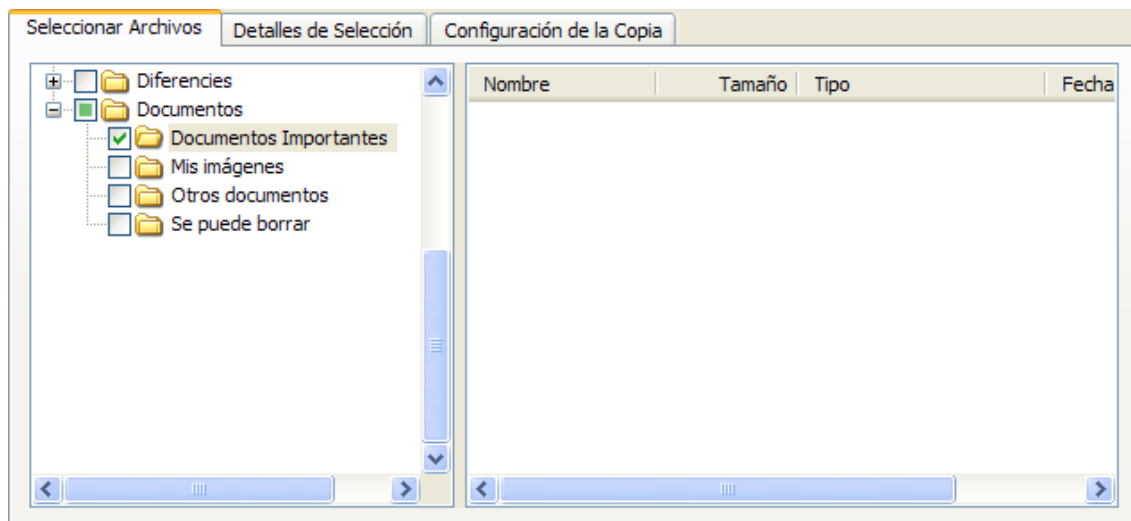 Seleccionar Archivos Detalles de Selección Configuración de la Copia
Diferencies
Documentos
Documentos Importantes
Mis imágenes
Otros documentos
Se puede borrar
Nombre Tamaño Tipo Fecha